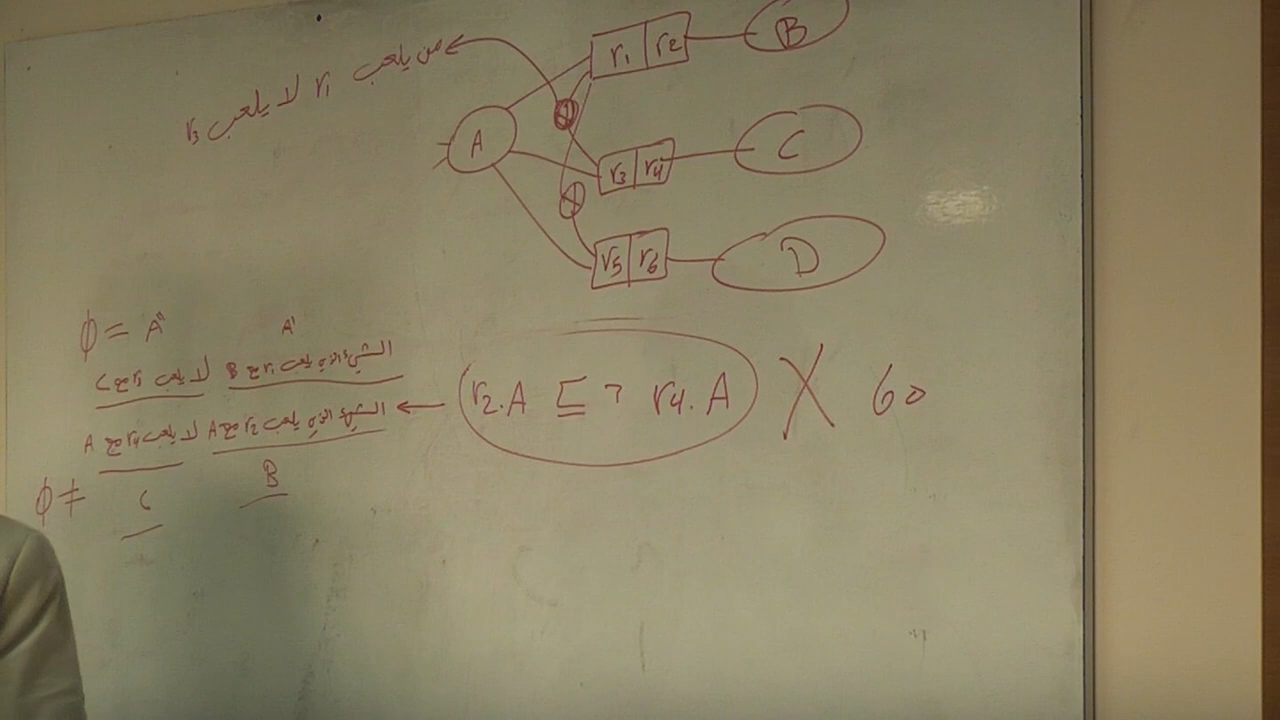 r1 r2 B
من يلعب r1 لا يلعب r3
A
r3 r4 C
r5 r6 D
A' A'' = ϕ
الشيء الذي يلعب r1 مع B لا يلعب r3 مع C
r2.A ⊑ ¬ r4.A X 60
← الشيء الذي يلعب r2 مع A لا يلعب r4 مع A
B C ≠ ϕ